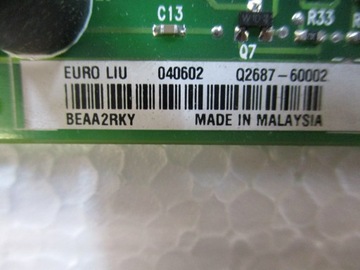 C13
R33
Q7
EURO LIU 040602 Q2687-60002
BEAA2RKY MADE IN MALAYSIA